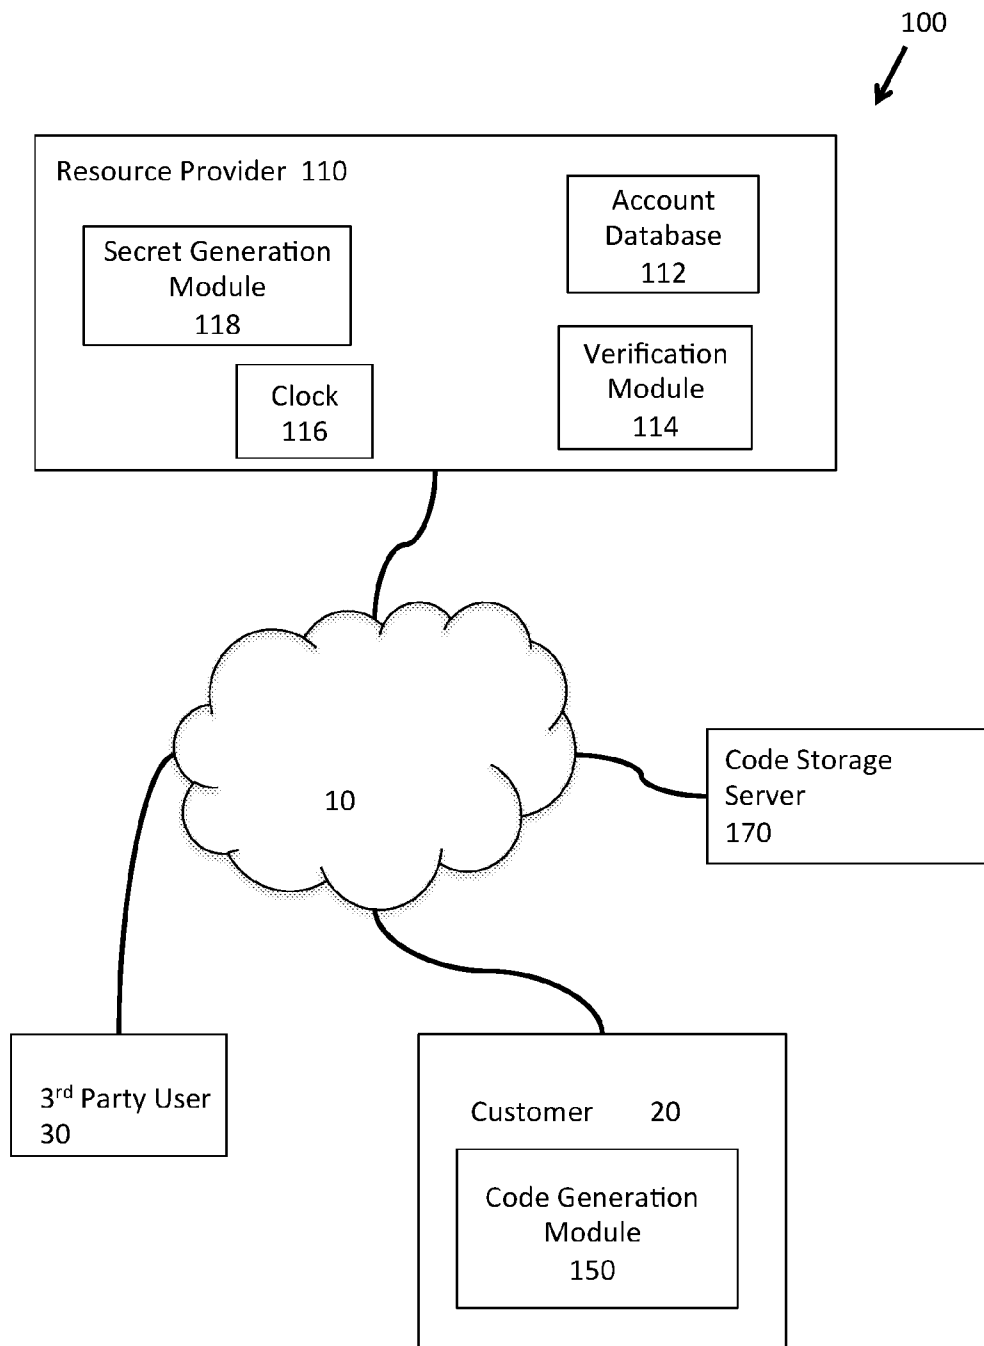 100
Resource Provider 110
Account
Database
112
Secret Generation
Module
118
Verification
Module
114
Clock
116
10
Code Storage
Server
170
3rd Party User
30
Customer 20
Code Generation
Module
150